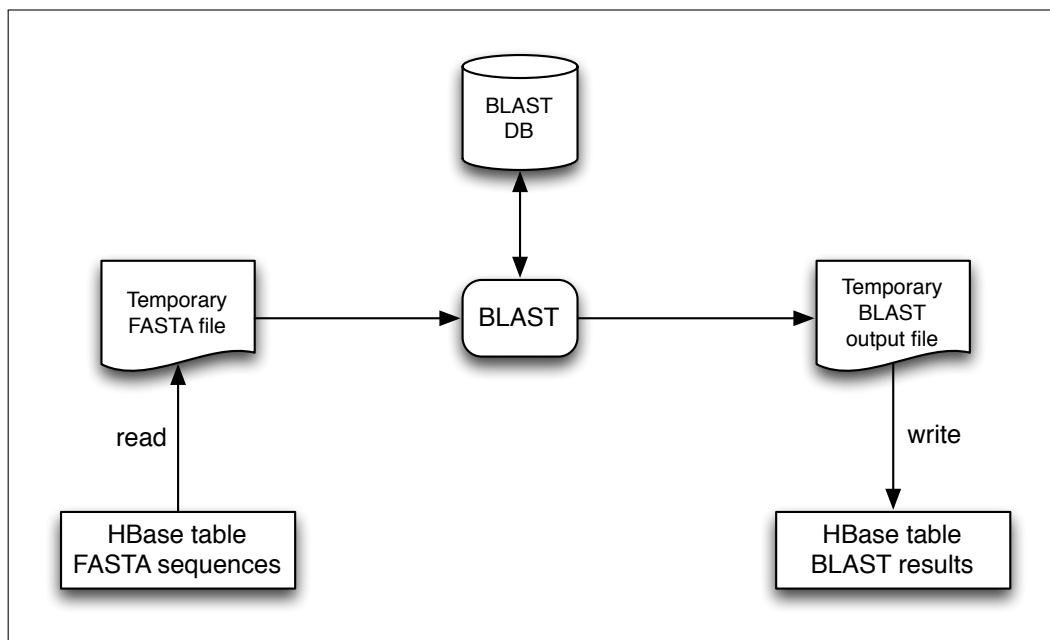 BLAST
DB
Temporary
FASTA file
BLAST
Temporary
BLAST
output file
read
write
HBase table
FASTA sequences
HBase table
BLAST results